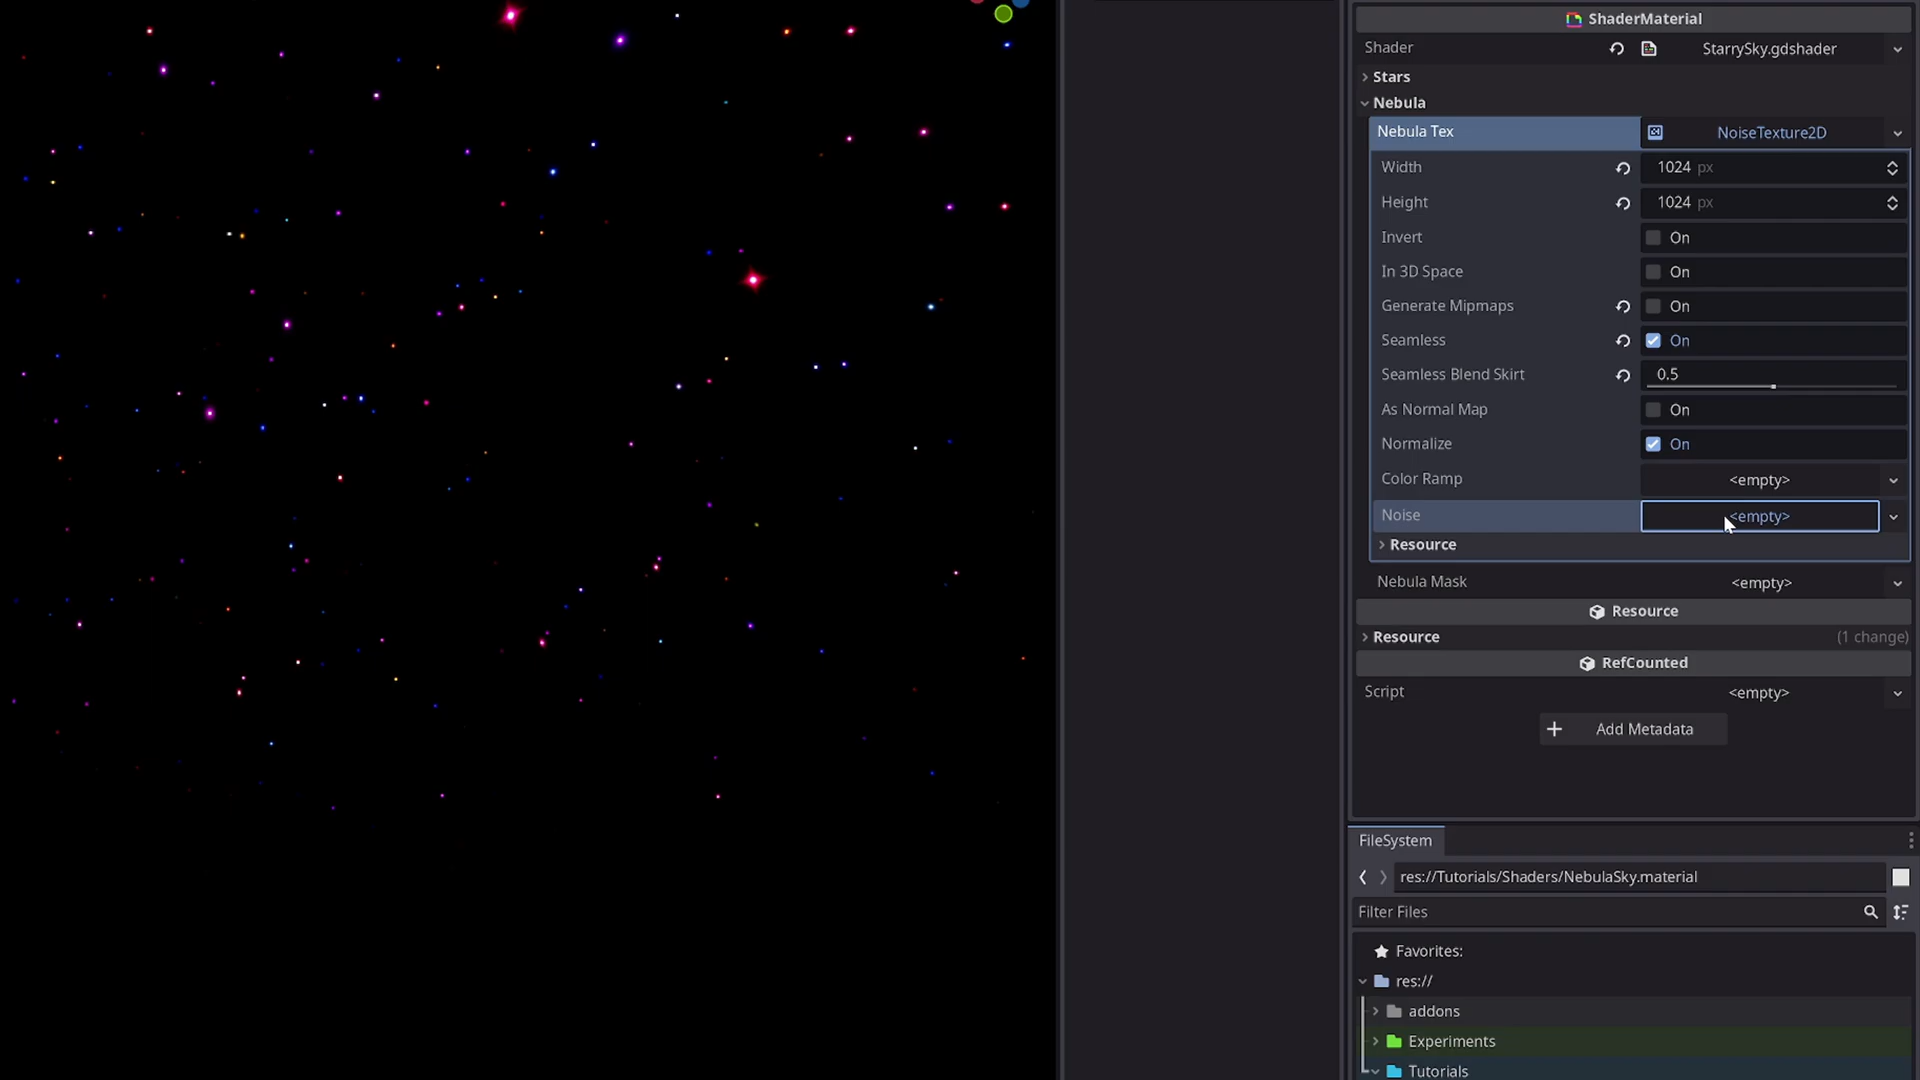 ShaderMaterial
Shader StarrySky.gdshader
Stars
Nebula
Nebula Tex NoiseTexture2D
Width 1024 px
Height 1024 px
Invert On
In 3D Space On
Generate Mipmaps On
Seamless On
Seamless Blend Skirt 0.5
As Normal Map On
Normalize On
Color Ramp <empty>
Noise <empty>
Resource
Nebula Mask <empty>
Resource
Resource (1 change)
RefCounted
Script <empty>
Add Metadata
FileSystem
res://Tutorials/Shaders/NebulaSky.material
Filter Files
Favorites:
res://
addons
Experiments
Tutorials